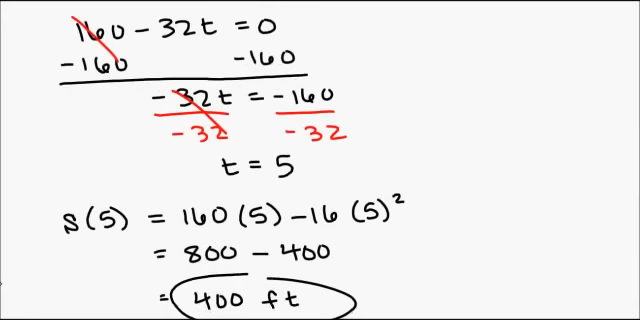 160 - 32t = 0
-160 -160
-32t = -160
-32 -32
t = 5
s(5) = 160(5) - 16(5)²
= 800 - 400
= 400 ft